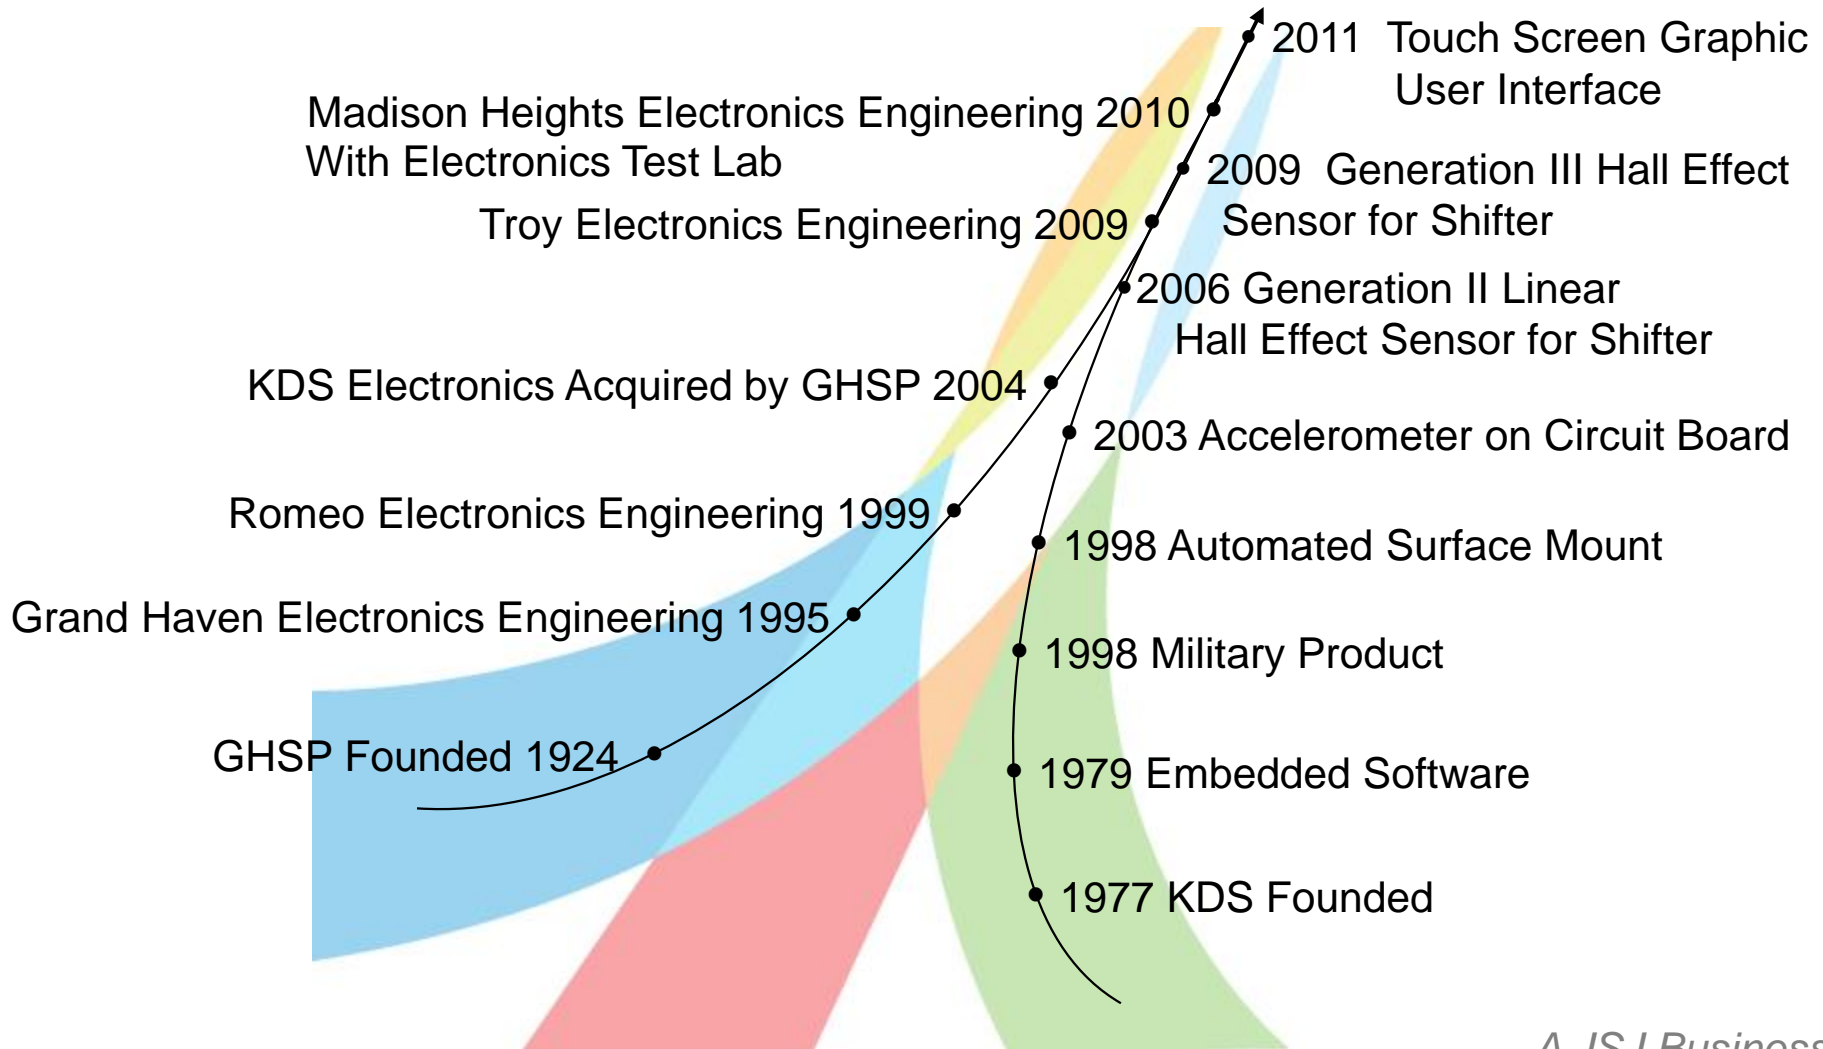 2011 Touch Screen Graphic
User Interface
Madison Heights Electronics Engineering 2010
With Electronics Test Lab
2009 Generation III Hall Effect
Sensor for Shifter
Troy Electronics Engineering 2009
2006 Generation II Linear
Hall Effect Sensor for Shifter
KDS Electronics Acquired by GHSP 2004
2003 Accelerometer on Circuit Board
Romeo Electronics Engineering 1999
1998 Automated Surface Mount
Grand Haven Electronics Engineering 1995
1998 Military Product
GHSP Founded 1924
1979 Embedded Software
1977 KDS Founded
A JSJ Business